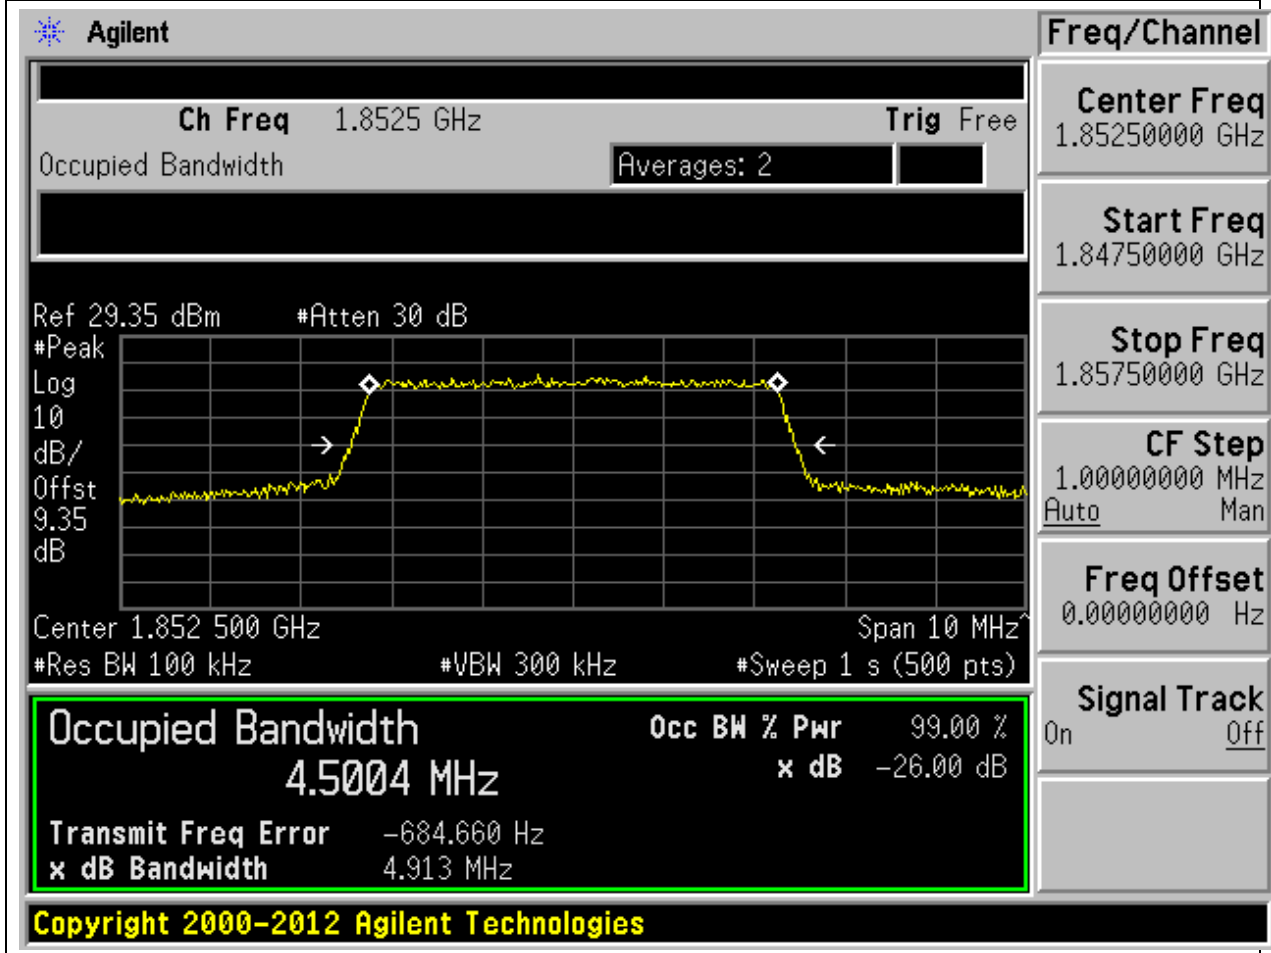 Agilent
Freq/Channel
Ch Freq 1.8525 GHz Trig Free
Occupied Bandwidth Averages: 2
Center Freq
1.85250000 GHz
Start Freq
1.84750000 GHz
Stop Freq
1.85750000 GHz
CF Step
1.00000000 MHz
Auto Man
Freq Offset
0.00000000 Hz
Signal Track
On Off
Ref 29.35 dBm #Atten 30 dB
#Peak
Log
10
dB/
Offst
9.35
dB
Center 1.852 500 GHz Span 10 MHz^
#Res BW 100 kHz #VBW 300 kHz #Sweep 1 s (500 pts)
Occupied Bandwidth Occ BW % Pwr 99.00 %
4.5004 MHz x dB -26.00 dB
Transmit Freq Error -684.660 Hz
x dB Bandwidth 4.913 MHz
Copyright 2000-2012 Agilent Technologies